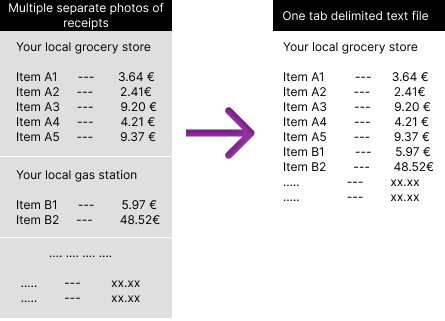 Multiple separate photos of
receipts
Your local grocery store
Item A1 --- 3.64 €
Item A2 --- 2.41€
Item A3 --- 9.20 €
Item A4 --- 4.21 €
Item A5 --- 9.37 €
Your local gas station
Item B1 --- 5.97 €
Item B2 --- 48.52€
.... .... .... ....
..... --- xx.xx
..... --- xx.xx
One tab delimited text file
Your local grocery store
Item A1 --- 3.64 €
Item A2 --- 2.41€
Item A3 --- 9.20 €
Item A4 --- 4.21 €
Item A5 --- 9.37 €
Item B1 --- 5.97 €
Item B2 --- 48.52€
..... --- xx.xx
..... --- xx.xx